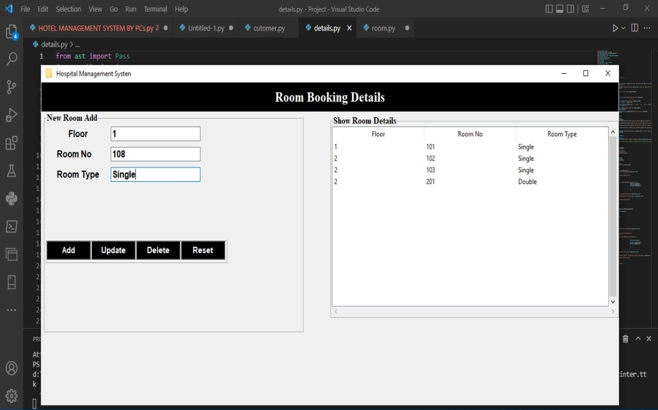 File Edit Selection View Go Run Terminal Help
details.py - Project - Visual Studio Code
HOTEL MANAGEMENT SYSTEM BY PCs.py 2
Untitled-1.py
cutomer.py
details.py
room.py
details.py > ...
1 from ast import Pass
Hospital Management Systen
Room Booking Details
New Room Add
Floor 1
Room No 108
Room Type Single
Add Update Delete Reset
Show Room Details
Floor Room No Room Type
1 101 Single
2 102 Single
2 103 Single
2 201 Double
PS
inter.tt
k